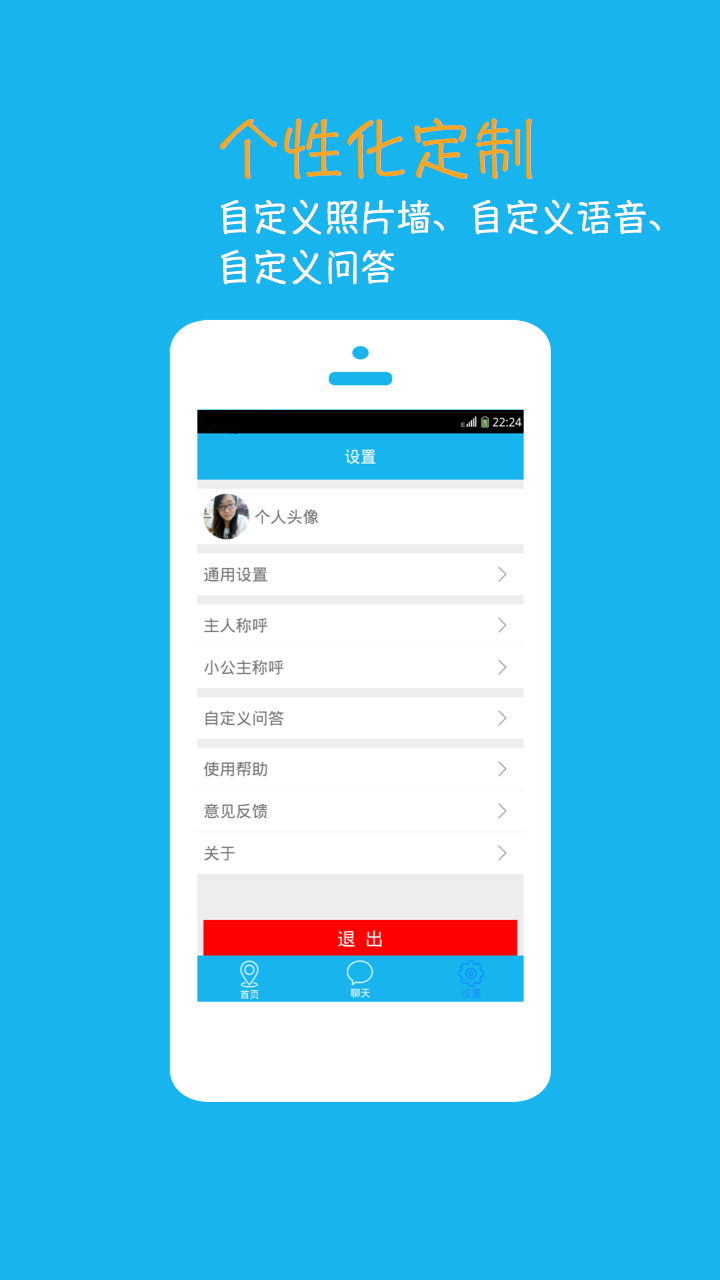 个性化定制
自定义照片墙、自定义语音、
自定义问答
E 22:24
设置
个人头像
通用设置
主人称呼
小公主称呼
自定义问答
使用帮助
意见反馈
关于
退 出
首页 聊天 设置